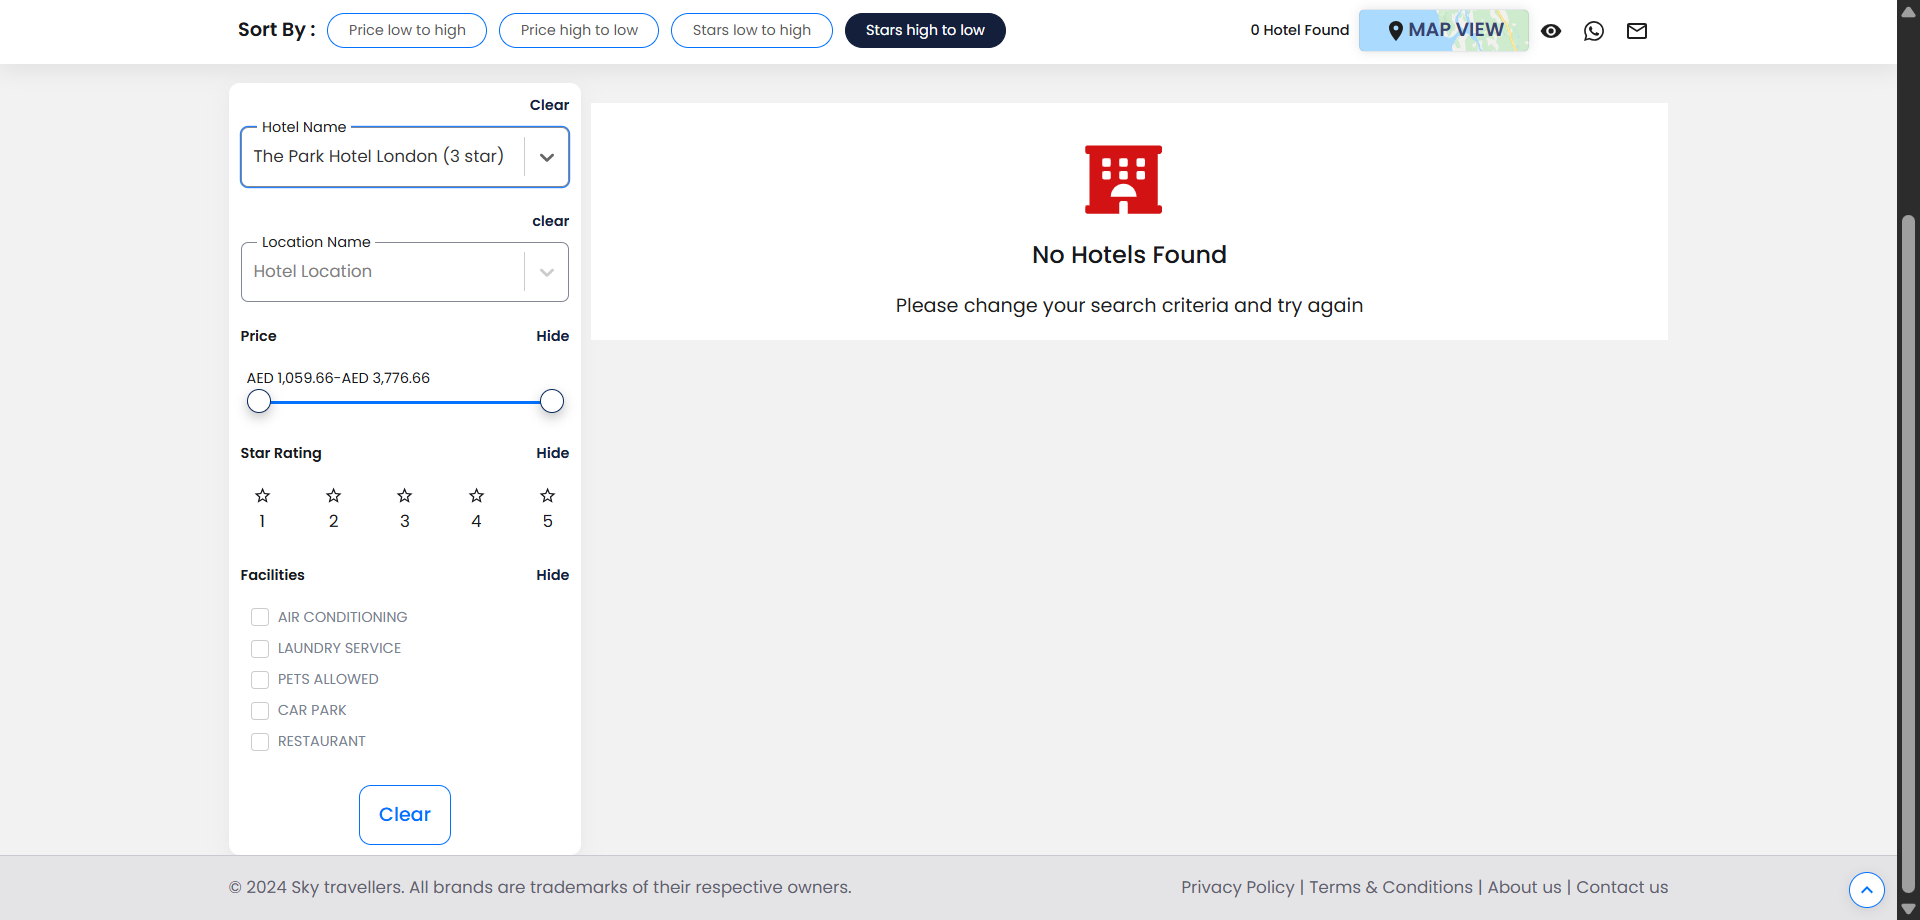 Sort By : Price low to high Price high to low Stars low to high Stars high to low 0 Hotel Found MAP VIEW
Clear
Hotel Name
The Park Hotel London (3 star)
clear
Location Name
Hotel Location
Price Hide
AED 1,059.66-AED 3,776.66
Star Rating Hide
1 2 3 4 5
Facilities Hide
AIR CONDITIONING
LAUNDRY SERVICE
PETS ALLOWED
CAR PARK
RESTAURANT
Clear
No Hotels Found
Please change your search criteria and try again
© 2024 Sky travellers. All brands are trademarks of their respective owners. Privacy Policy | Terms & Conditions | About us | Contact us